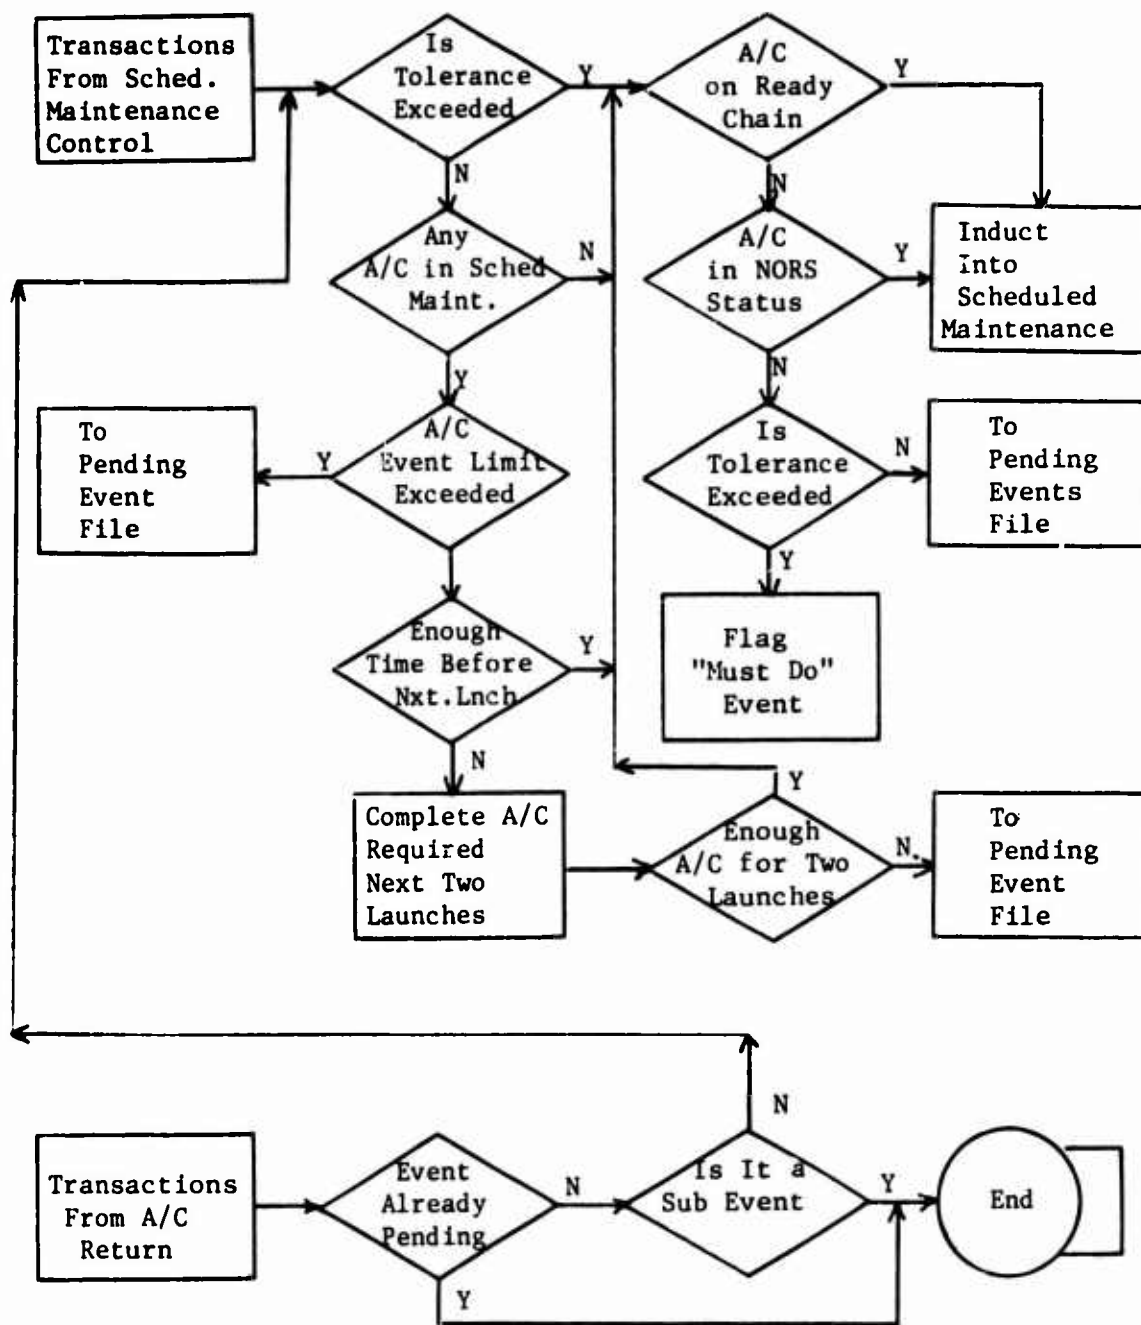 Transactions
From Sched.
Maintenance
Control
Is
Tolerance
Exceeded
Y
A/C
on Ready
Chain
Y
N
N
Any
A/C in Sched
Maint.
N
A/C
in NORS
Status
Y
Induct
Into
Scheduled
Maintenance
Y
N
To
Pending
Event
File
Y
A/C
Event Limit
Exceeded
Is
Tolerance
Exceeded
N
To
Pending
Events
File
Y
Enough
Time Before
Nxt.Lnch
Y
Flag
"Must Do"
Event
N
Y
Complete A/C
Required
Next Two
Launches
Enough
A/C for Two
Launches
N.
To
Pending
Event
File
N
Transactions
From A/C
Return
Event
Already
Pending
N
Is It a
Sub Event
Y
End
Y